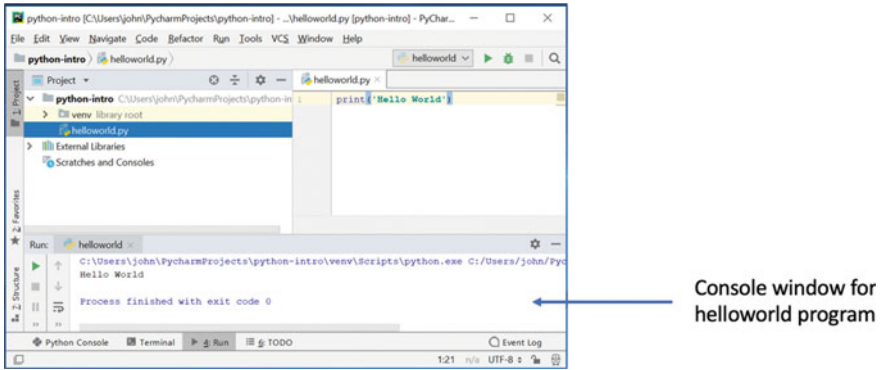 python-intro [C:\Users\john\PycharmProjects\python-intro] - ...\helloworld.py [python-intro] - PyChar...
File Edit View Navigate Code Refactor Run Tools VCS Window Help
python-intro helloworld.py
helloworld
1: Project
Project
helloworld.py
python-intro C:\Users\john\PycharmProjects\python-in
1 print('Hello World')
venv library root
helloworld.py
External Libraries
Scratches and Consoles
2: Favorites
Run: helloworld
C:\Users\john\PycharmProjects\python-intro\venv\Scripts\python.exe C:/Users/john/Pyc
Hello World
Process finished with exit code 0
Console window for
helloworld program
2: Structure
Python Console Terminal 4: Run 6: TODO Event Log
1:21 n/a UTF-8